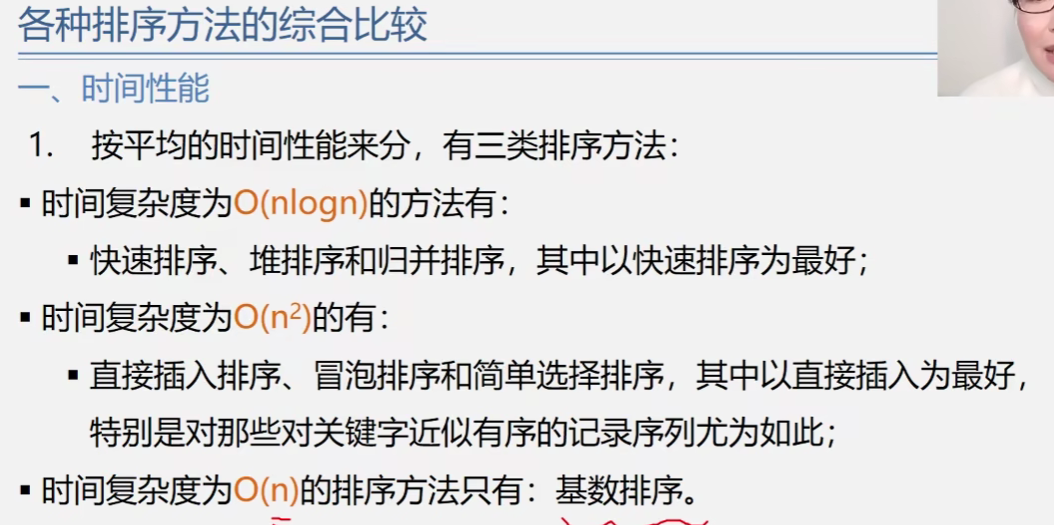 各种排序方法的综合比较
一、时间性能
1. 按平均的时间性能来分，有三类排序方法：
▪ 时间复杂度为O(nlogn)的方法有：
▪ 快速排序、堆排序和归并排序，其中以快速排序为最好；
▪ 时间复杂度为O(n²)的有：
▪ 直接插入排序、冒泡排序和简单选择排序，其中以直接插入为最好，
特别是对那些对关键字近似有序的记录序列尤为如此；
▪ 时间复杂度为O(n)的排序方法只有：基数排序。